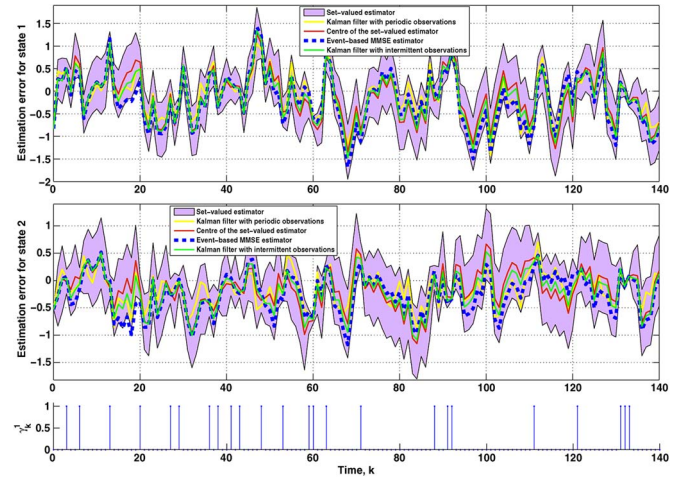 Estimation error for state 1
1.5
1
0.5
0
-0.5
-1
-1.5
-2
Set-valued estimator
Kalman filter with periodic observations
Centre of the set-valued estimator
Event-based MMSE estimator
Kalman filter with intermittent observations
0 20 40 60 80 100 120 140
Estimation error for state 2
1
0.5
0
-0.5
-1
-1.5
Set-valued estimator
Kalman filter with periodic observations
Centre of the set-valued estimator
Event-based MMSE estimator
Kalman filter with intermittent observations
0 20 40 60 80 100 120 140
γ¹ₖ
1
0.5
0
0 20 40 60 80 100 120 140
Time, k